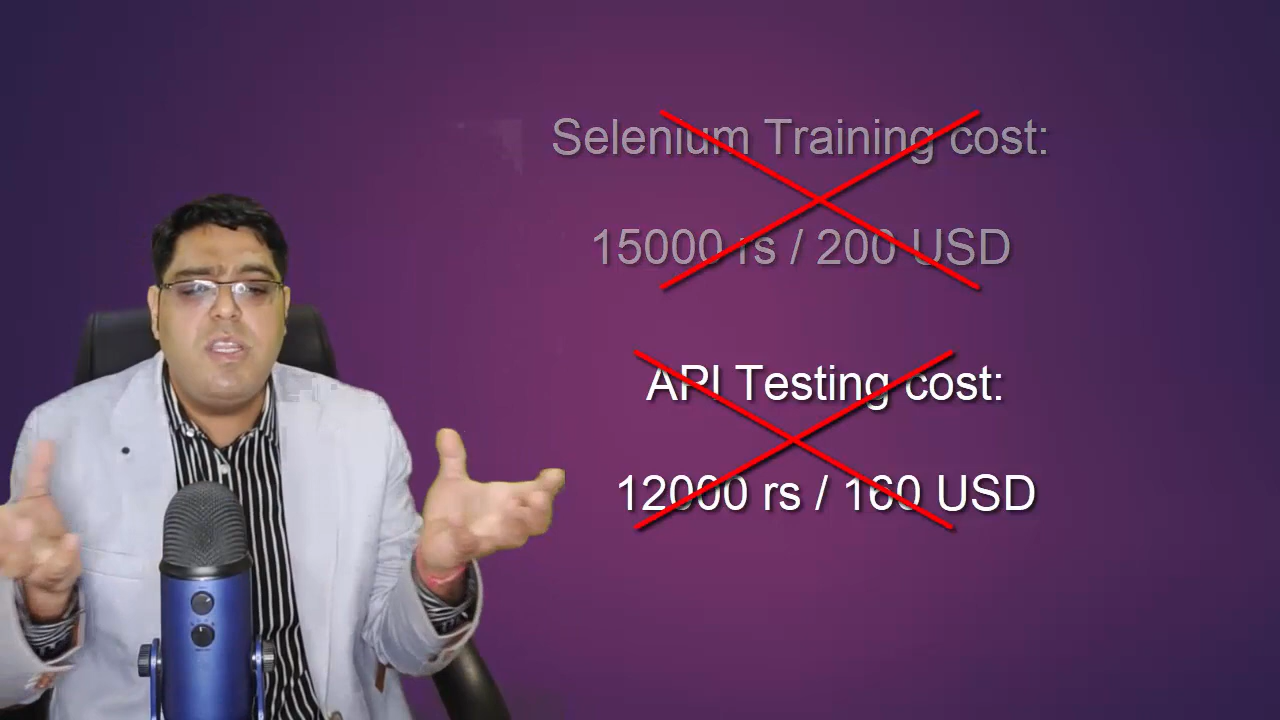 Selenium Training cost:
15000 rs / 200 USD
API Testing cost:
12000 rs / 160 USD